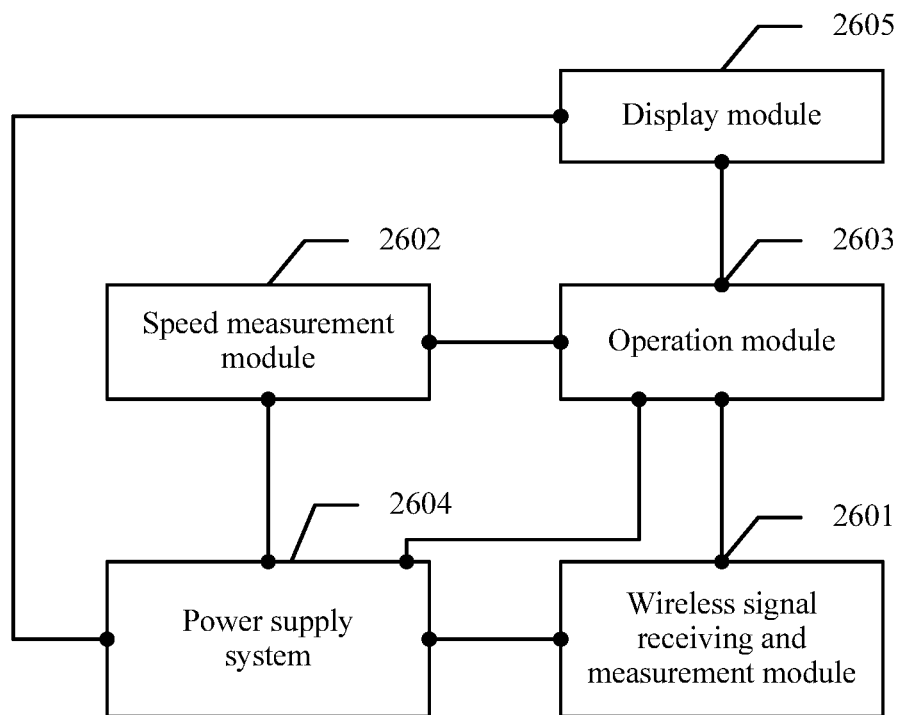 2605
Display module
2602
2603
Speed measurement
module
Operation module
2604
2601
Power supply
system
Wireless signal
receiving and
measurement module